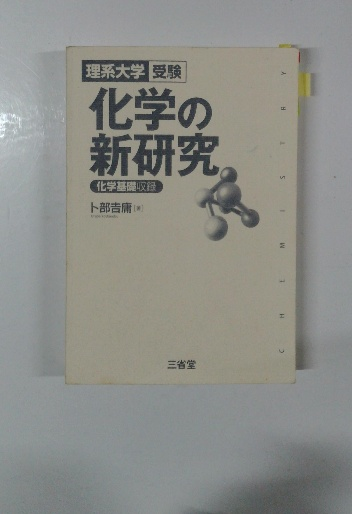 理系大学 受験
化学の
新研究
化学基礎収録
卜部吉庸 著
三省堂
CHEMISTRY